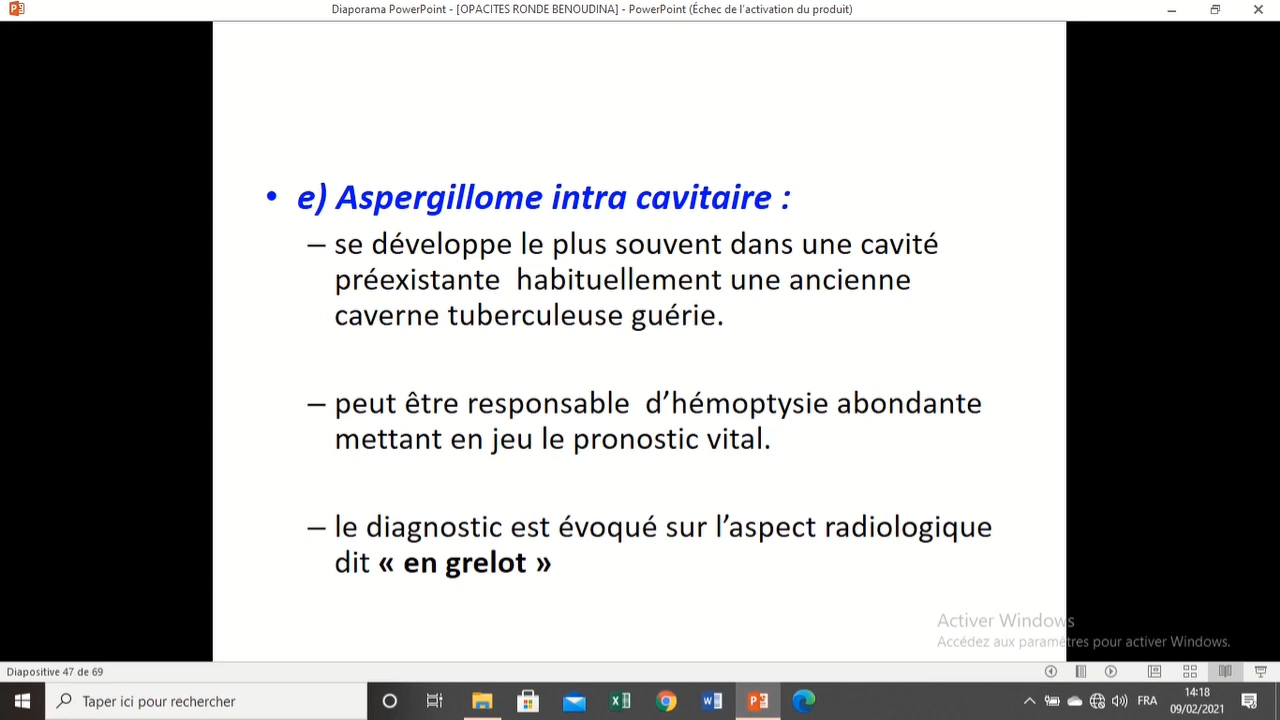 Diaporama PowerPoint - [OPACITES RONDE BENOUDINA] - PowerPoint (Échec de l'activation du produit)
• e) Aspergillome intra cavitaire :
– se développe le plus souvent dans une cavité
préexistante habituellement une ancienne
caverne tuberculeuse guérie.
– peut être responsable d’hémoptysie abondante
mettant en jeu le pronostic vital.
– le diagnostic est évoqué sur l’aspect radiologique
dit « en grelot »
Activer Windows
Accédez aux paramètres pour activer Windows.
Diapositive 47 de 69
Taper ici pour rechercher
FRA
14:18
09/02/2021